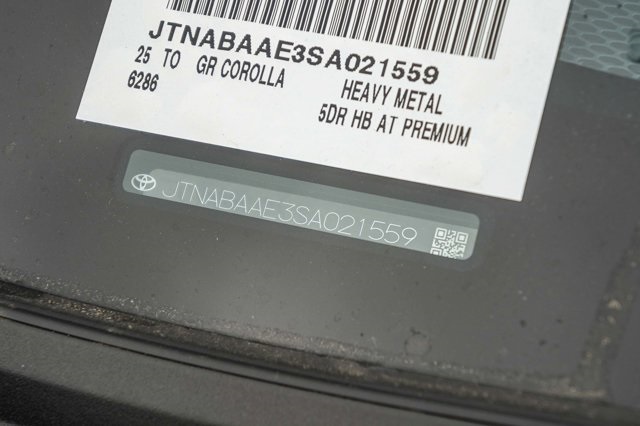 JTNABAAE3SA021559
25 TO GR COROLLA HEAVY METAL
6286 5DR HB AT PREMIUM
JTNABAAE3SA021559